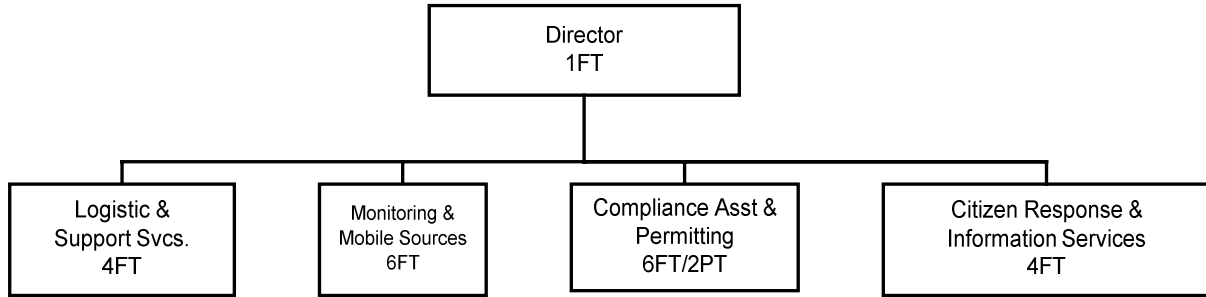 Director
1FT
Logistic &
Support Svcs.
4FT
Monitoring &
Mobile Sources
6FT
Compliance Asst &
Permitting
6FT/2PT
Citizen Response &
Information Services
4FT